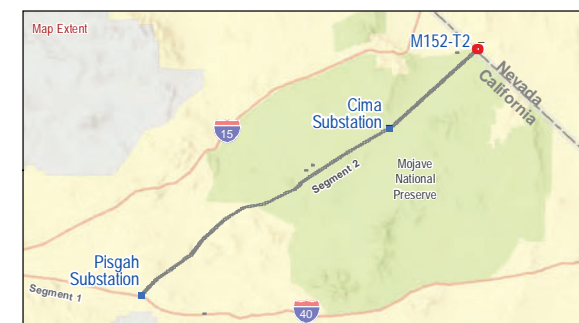 Map Extent
M152-T2
Nevada
California
Cima
Substation
15
Mojave
National
Preserve
Segment 2
Pisgah
Substation
Segment 1
40